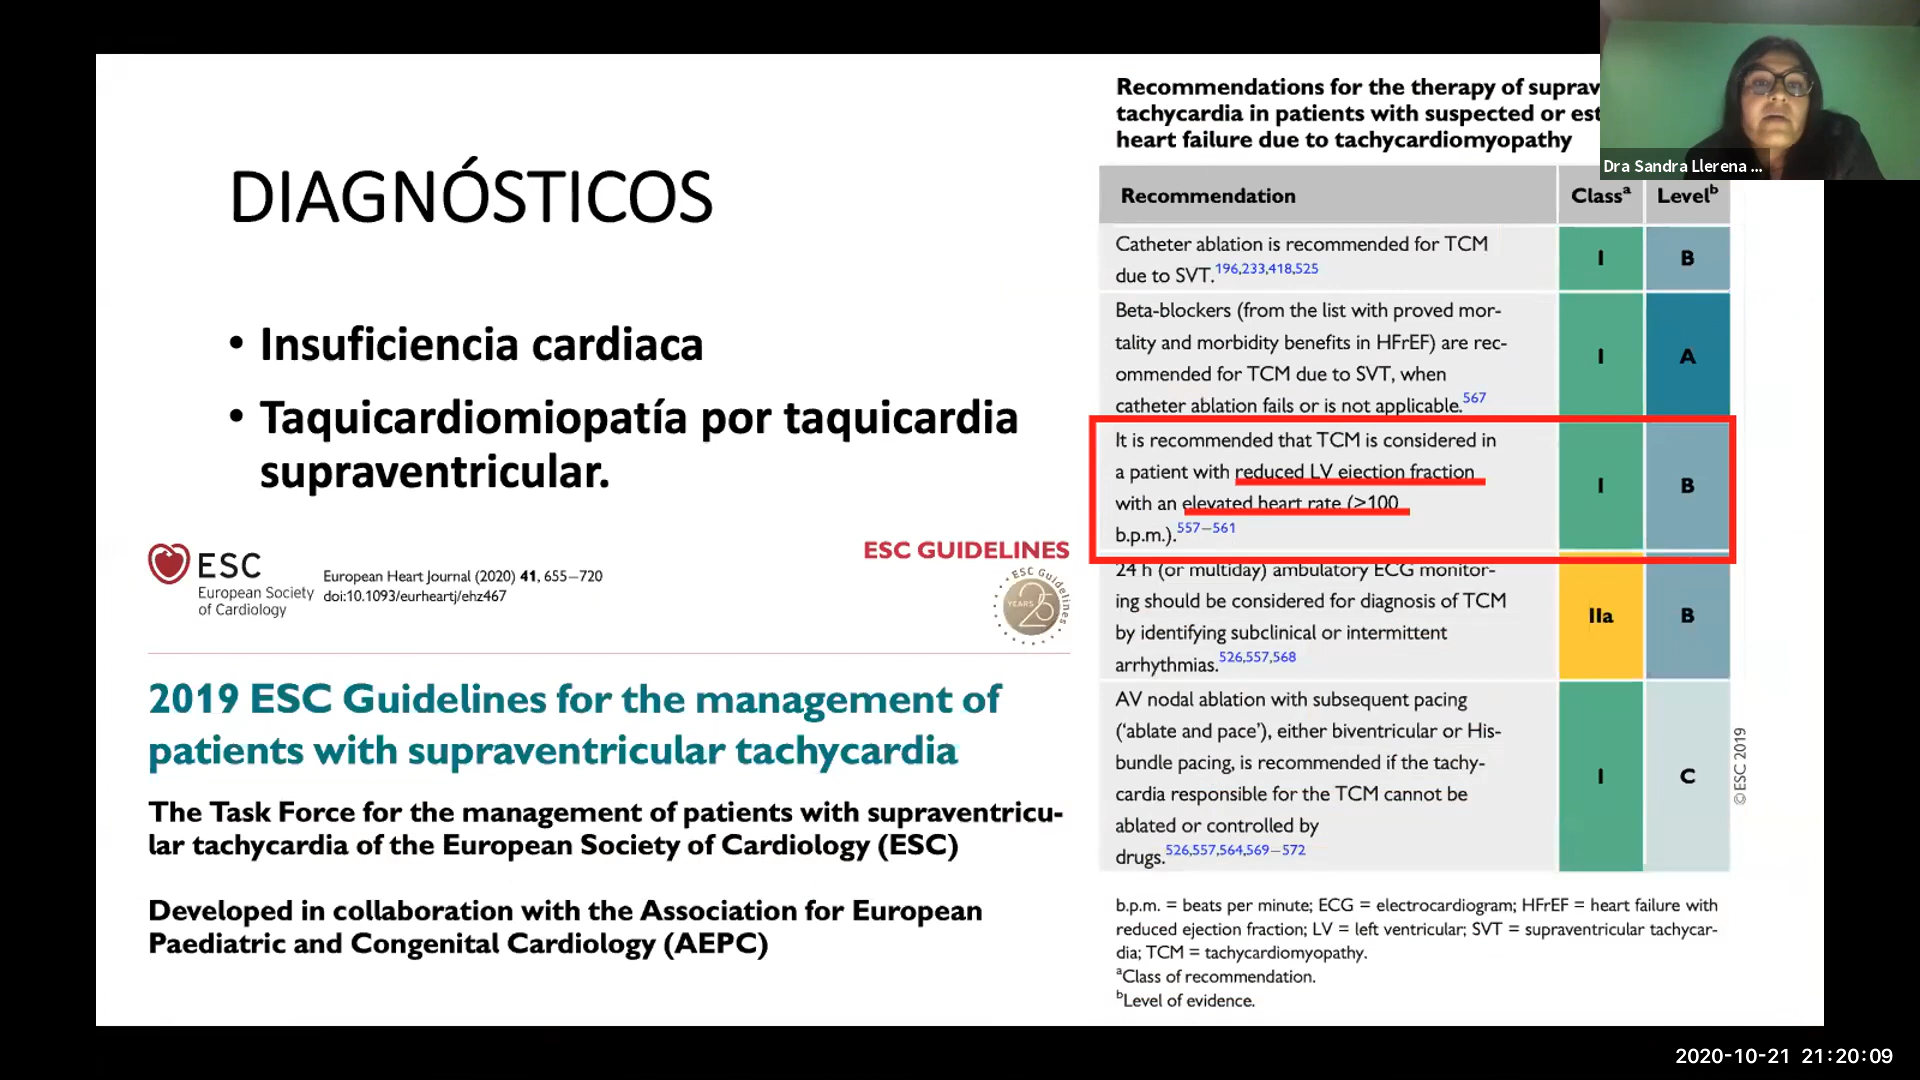 DIAGNÓSTICOS
• Insuficiencia cardiaca
• Taquicardiomiopatía por taquicardia
supraventricular.
ESC
European Society
of Cardiology
European Heart Journal (2020) 41, 655–720
doi:10.1093/eurheartj/ehz467
ESC GUIDELINES
ESC Guidelines
YEARS 25
2019 ESC Guidelines for the management of
patients with supraventricular tachycardia
The Task Force for the management of patients with supraventricu-
lar tachycardia of the European Society of Cardiology (ESC)
Developed in collaboration with the Association for European
Paediatric and Congenital Cardiology (AEPC)
Recommendations for the therapy of
tachycardia in patients with suspected or
heart failure due to tachycardiomyopathy
Recommendation Classa Levelb
Catheter ablation is recommended for TCM
due to SVT.196,233,418,525
I B
Beta-blockers (from the list with proved mor-
tality and morbidity benefits in HFrEF) are rec-
ommended for TCM due to SVT, when
catheter ablation fails or is not applicable.567
I A
It is recommended that TCM is considered in
a patient with reduced LV ejection fraction
with an elevated heart rate (>100
b.p.m.).557–561
I B
24 h (or multiday) ambulatory ECG monitor-
ing should be considered for diagnosis of TCM
by identifying subclinical or intermittent
arrhythmias.526,557,568
IIa B
AV nodal ablation with subsequent pacing
(‘ablate and pace’), either biventricular or His-
bundle pacing, is recommended if the tachy-
cardia responsible for the TCM cannot be
ablated or controlled by
drugs.526,557,564,569–572
I C
© ESC 2019
b.p.m. = beats per minute; ECG = electrocardiogram; HFrEF = heart failure with
reduced ejection fraction; LV = left ventricular; SVT = supraventricular tachycar-
dia; TCM = tachycardiomyopathy.
aClass of recommendation.
bLevel of evidence.
Dra Sandra Llerena ...
2020-10-21 21:20:09